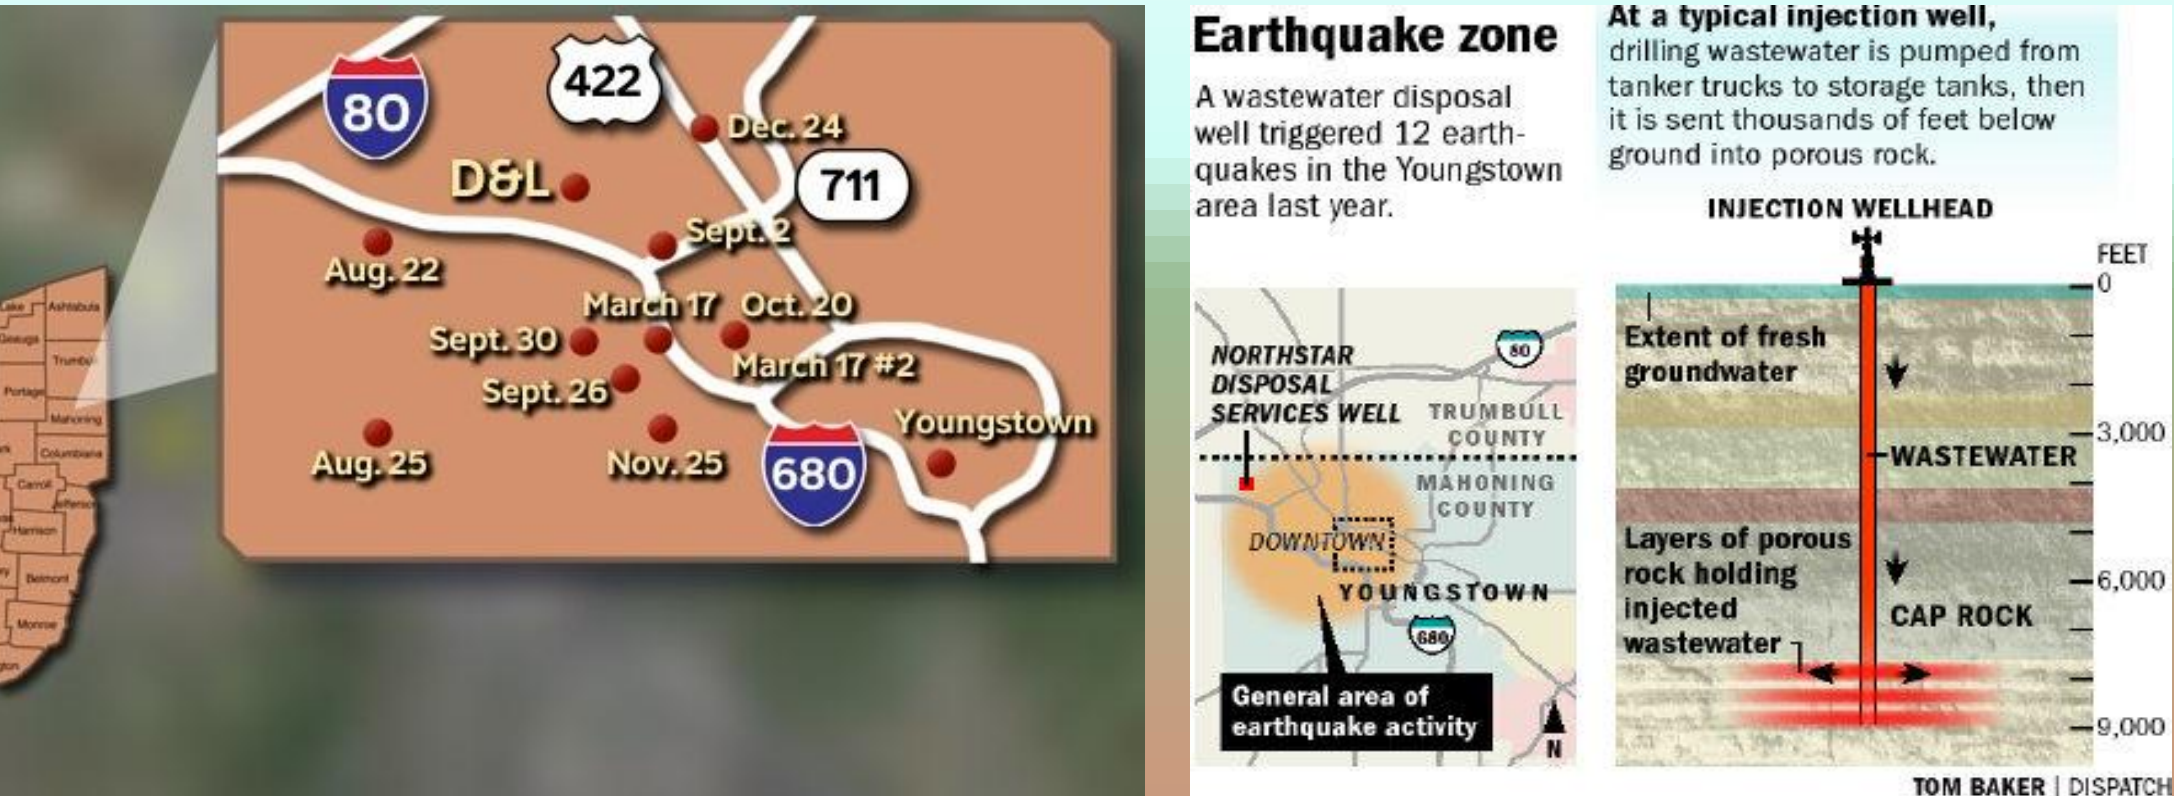 80
422
Dec. 24
D&L
711
Sept. 2
Aug. 22
March 17
Oct. 20
Sept. 30
March 17 #2
Sept. 26
Youngstown
Aug. 25
Nov. 25
680
Lake
Ashtabula
Geauga
Trumbu
Portage
Mahoning
rk
Columbiana
Carroll
Jefferson
Harrison
Belmont
Monroe
Earthquake zone
A wastewater disposal
well triggered 12 earth-
quakes in the Youngstown
area last year.
NORTHSTAR
DISPOSAL
SERVICES WELL
80
TRUMBULL
COUNTY
MAHONING
COUNTY
DOWNTOWN
YOUNGSTOWN
680
General area of
earthquake activity
N
At a typical injection well,
drilling wastewater is pumped from
tanker trucks to storage tanks, then
it is sent thousands of feet below
ground into porous rock.
INJECTION WELLHEAD
FEET
0
Extent of fresh
groundwater
3,000
WASTEWATER
Layers of porous
rock holding
injected
wastewater
6,000
CAP ROCK
9,000
TOM BAKER | DISPATCH